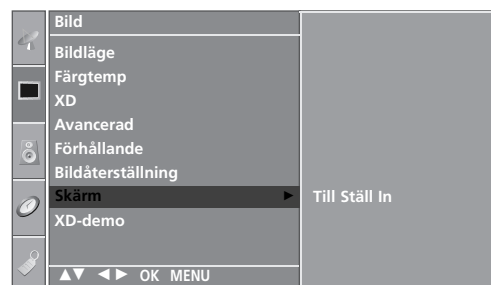 Bild
Bildläge
Färgtemp
XD
Avancerad
Förhållande
Bildåterställning
Skärm ► Till Ställ In
XD-demo
▲▼ ◄► OK MENU